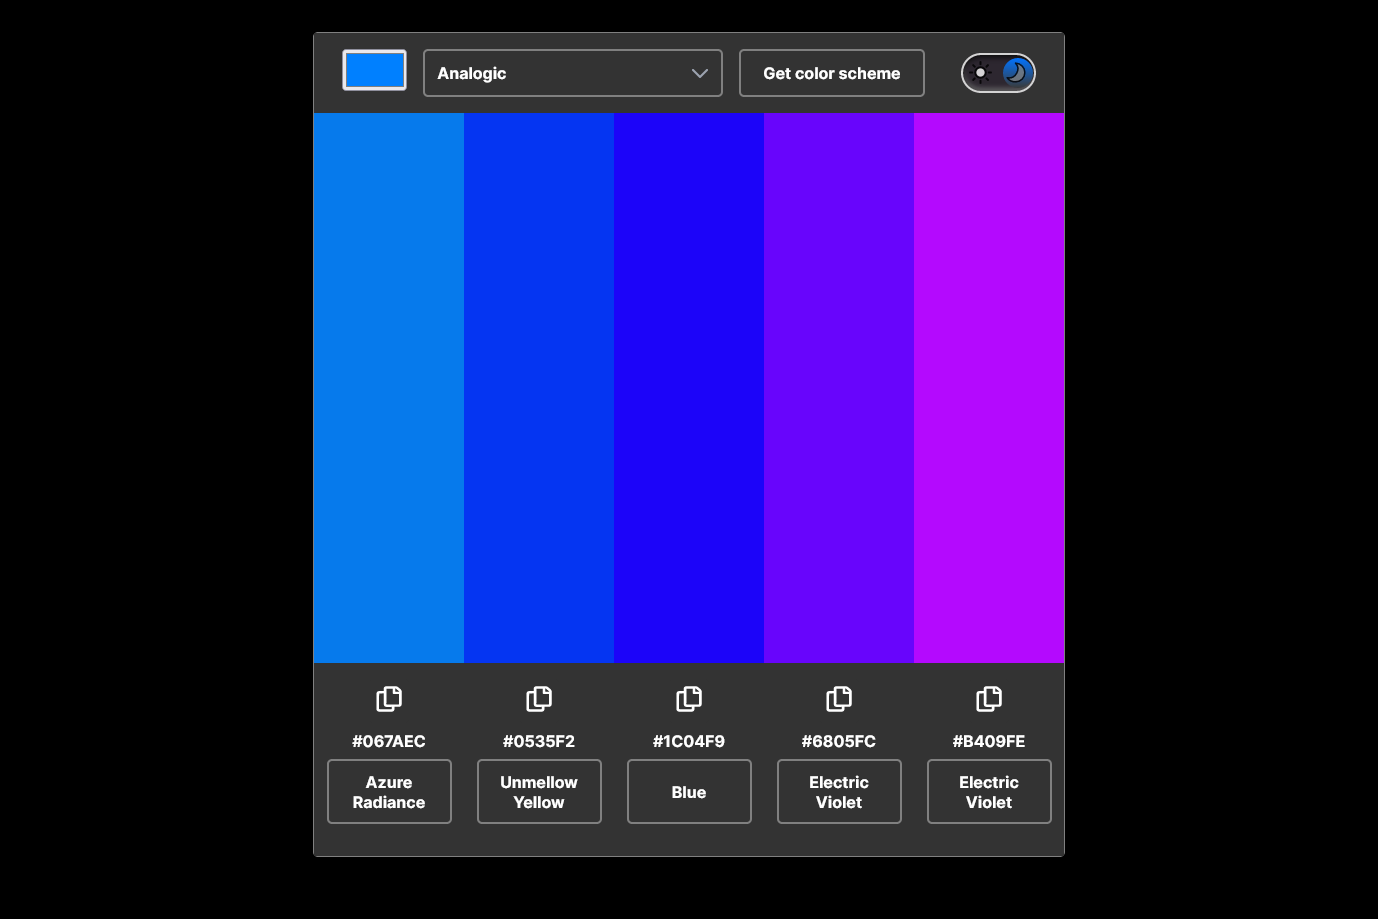 Analogic
Get color scheme
#067AEC
#0535F2
#1C04F9
#6805FC
#B409FE
Azure
Radiance
Unmellow
Yellow
Blue
Electric
Violet
Electric
Violet